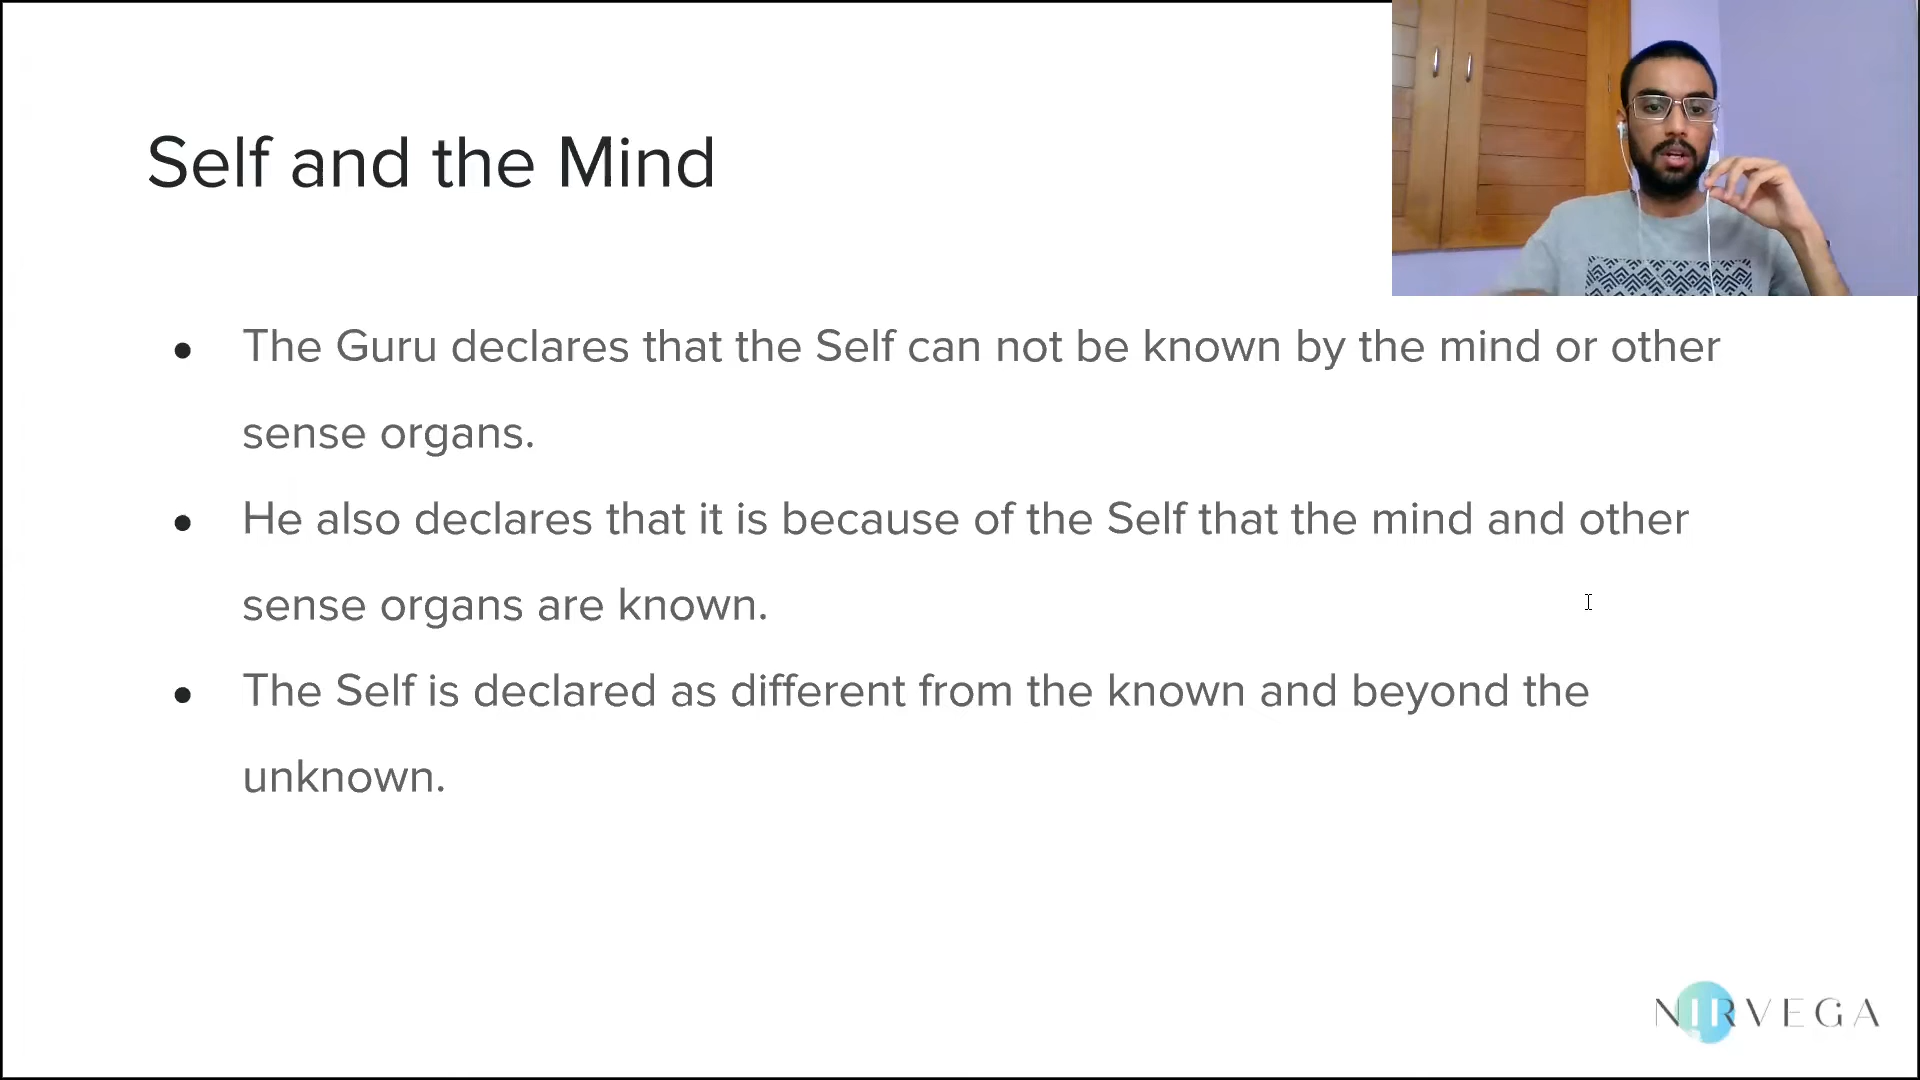 Self and the Mind
● The Guru declares that the Self can not be known by the mind or other
sense organs.
● He also declares that it is because of the Self that the mind and other
sense organs are known.
● The Self is declared as different from the known and beyond the
unknown.
NIRVEGA